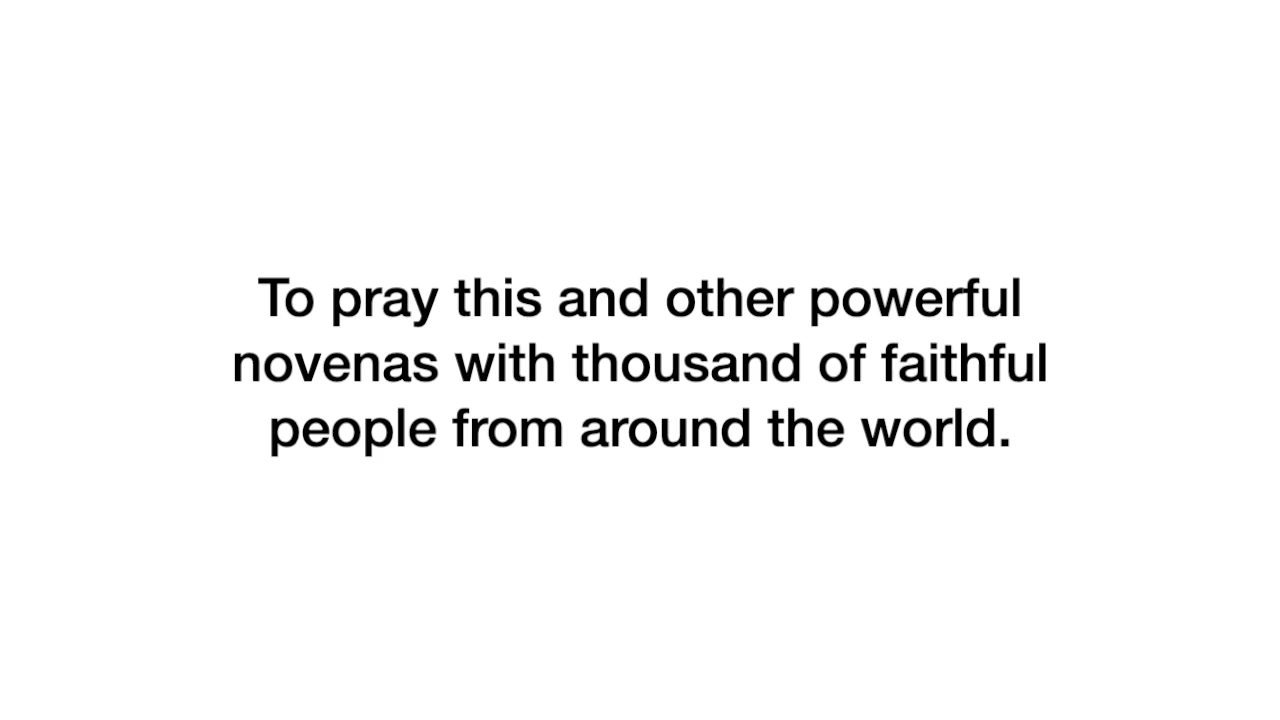 To pray this and other powerful
novenas with thousand of faithful
people from around the world.